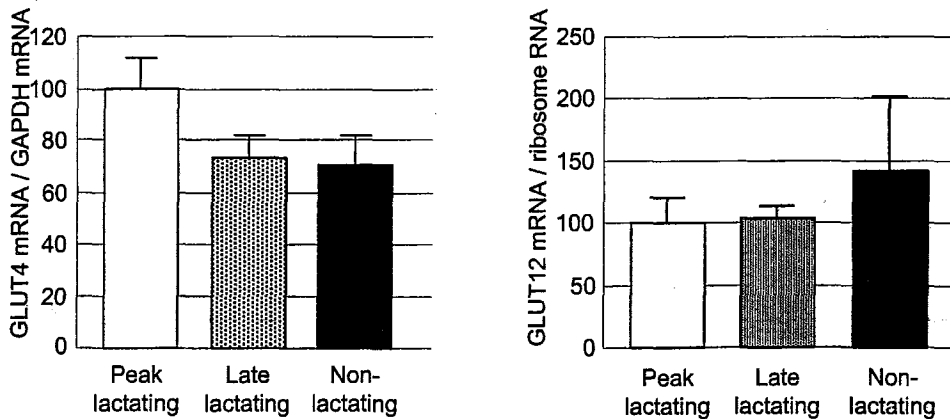 GLUT4 mRNA / GAPDH mRNA
120
100
80
60
40
20
0
Peak
lactating
Late
lactating
Non-
lactating
GLUT12 mRNA / ribosome RNA
250
200
150
100
50
0
Peak
lactating
Late
lactating
Non-
lactating